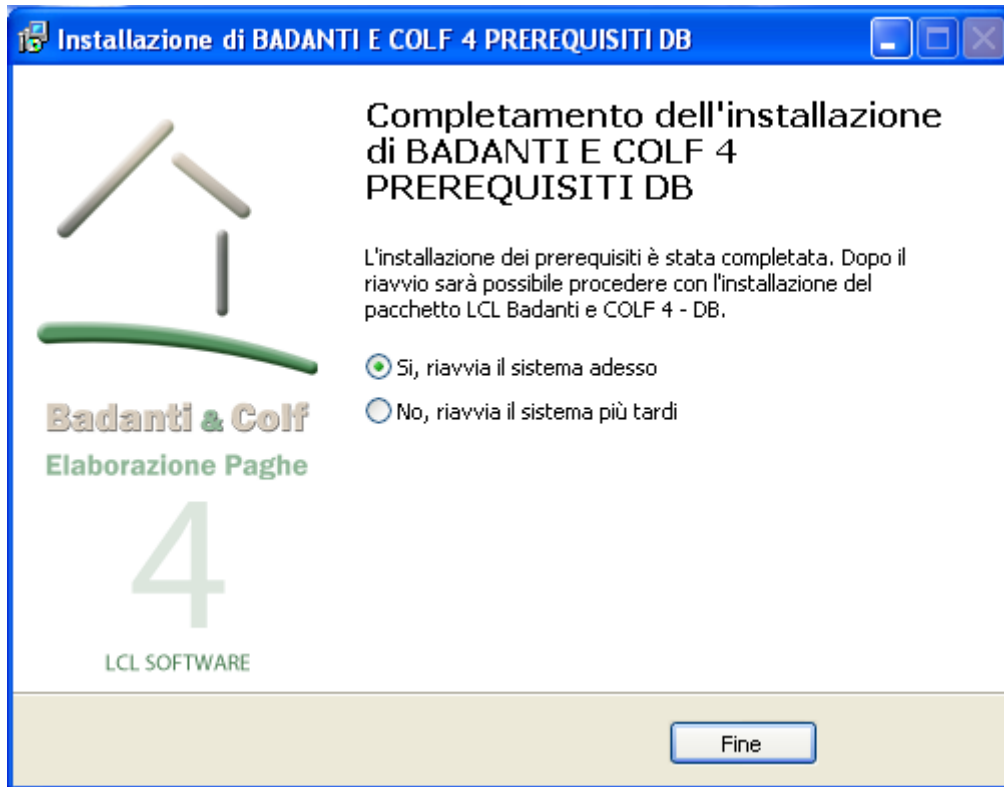 Installazione di BADANTI E COLF 4 PREREQUISITI DB
Completamento dell'installazione
di BADANTI E COLF 4
PREREQUISITI DB
L'installazione dei prerequisiti è stata completata. Dopo il
riavvio sarà possibile procedere con l'installazione del
pacchetto LCL Badanti e COLF 4 - DB.
Si, riavvia il sistema adesso
No, riavvia il sistema più tardi
Badanti & Colf
Elaborazione Paghe
4
LCL SOFTWARE
Fine